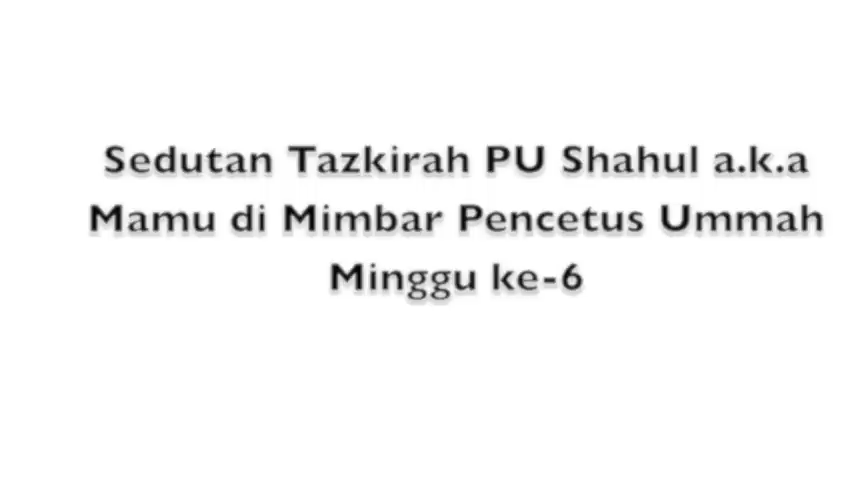 Sedutan Tazkirah PU Shahul a.k.a
Mamu di Mimbar Pencetus Ummah
Minggu ke-6